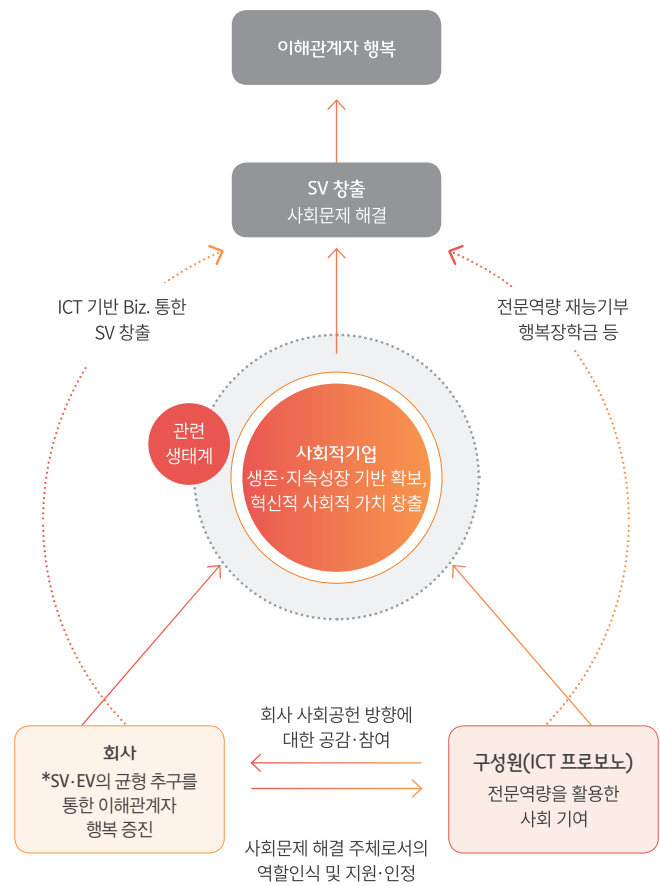 이해관계자 행복
SV 창출
사회문제 해결
ICT 기반 Biz. 통한
SV 창출
전문역량 재능기부
행복장학금 등
관련
생태계
사회적기업
생존·지속성장 기반 확보,
혁신적 사회적 가치 창출
회사 사회공헌 방향에
대한 공감·참여
회사
*SV·EV의 균형 추구를
통한 이해관계자
행복 증진
구성원(ICT 프로보노)
전문역량을 활용한
사회 기여
사회문제 해결 주체로서의
역할인식 및 지원·인정